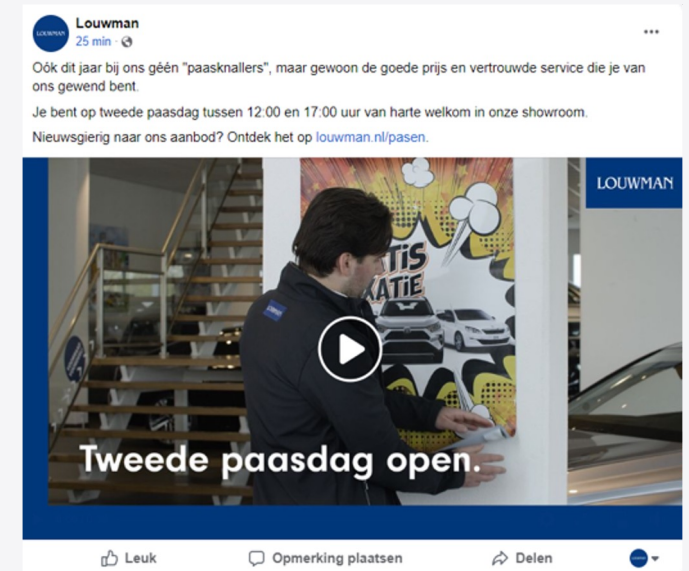 LOUWMAN
Louwman
25 min ·
Oók dit jaar bij ons géén "paasknallers", maar gewoon de goede prijs en vertrouwde service die je van
ons gewend bent.
Je bent op tweede paasdag tussen 12:00 en 17:00 uur van harte welkom in onze showroom.
Nieuwsgierig naar ons aanbod? Ontdek het op louwman.nl/pasen.
LOUWMAN
TIS
KATIE
Tweede paasdag open.
Leuk
Opmerking plaatsen
Delen